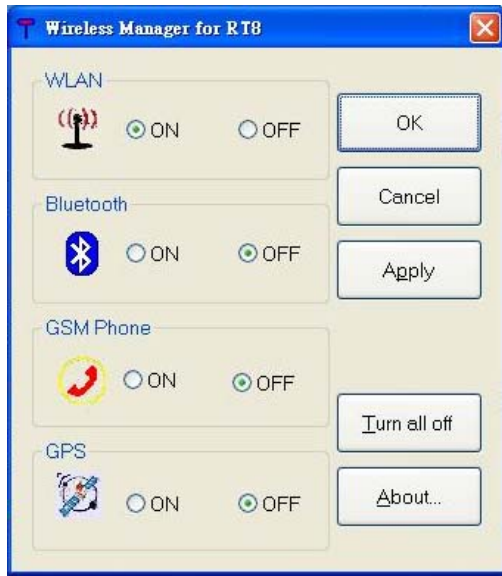 Wireless Manager for RT8
WLAN
ON OFF
OK
Bluetooth
ON OFF
Cancel
Apply
GSM Phone
ON OFF
Turn all off
GPS
ON OFF
About...